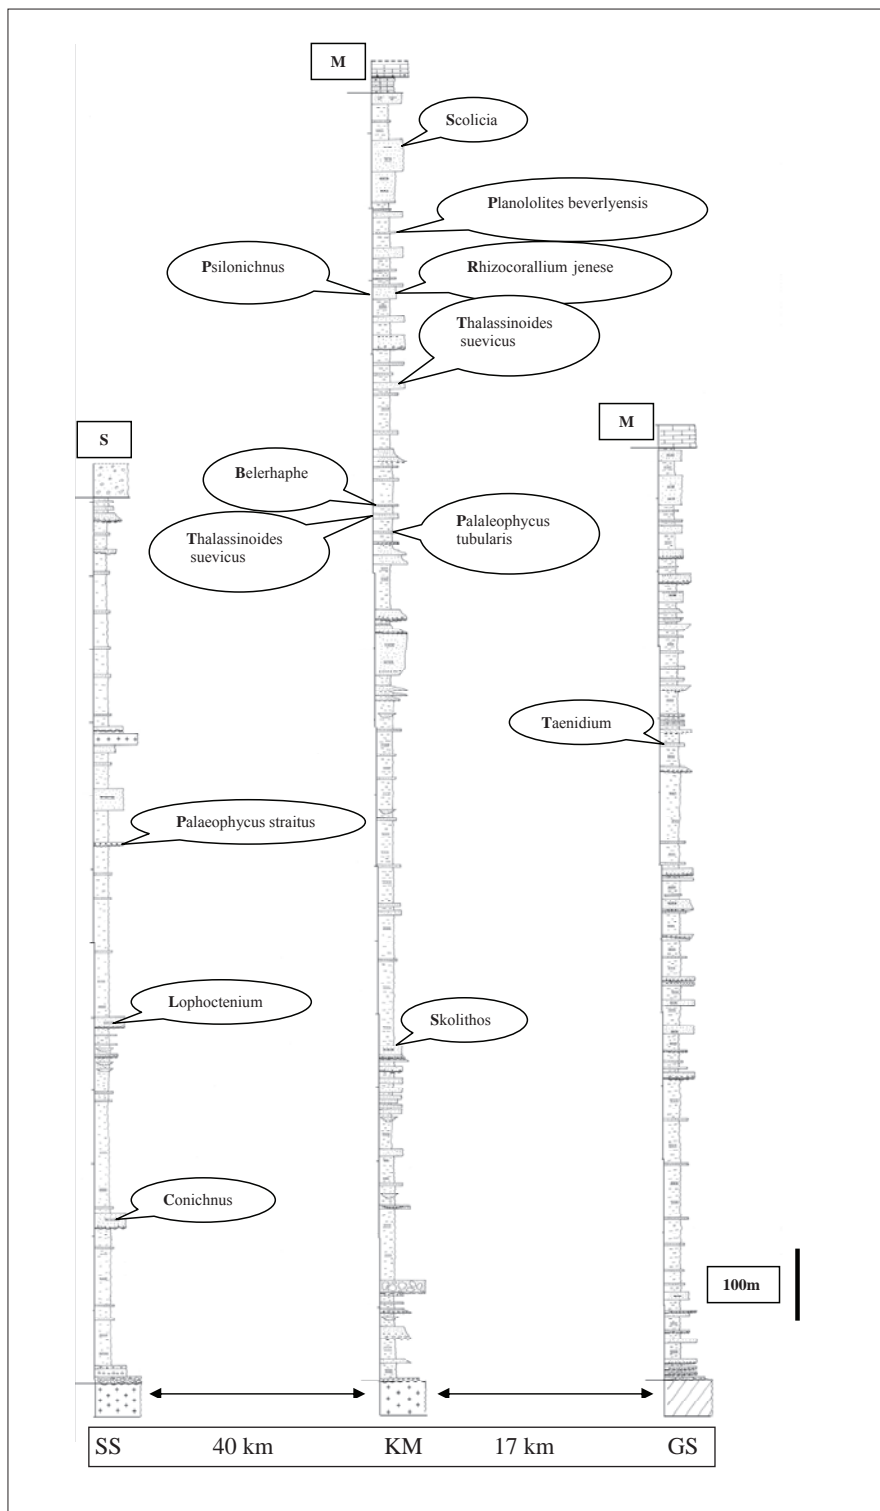 M
Scolicia
Planololites beverlyensis
Psilonichnus
Rhizocorallium jenese
Thalassinoides
suevicus
M
S
Belerhaphe
Palaleophycus
tubularis
Thalassinoides
suevicus
Taenidium
Palaeophycus straitus
Lophoctenium
Skolithos
Conichnus
100m
SS 40 km KM 17 km GS